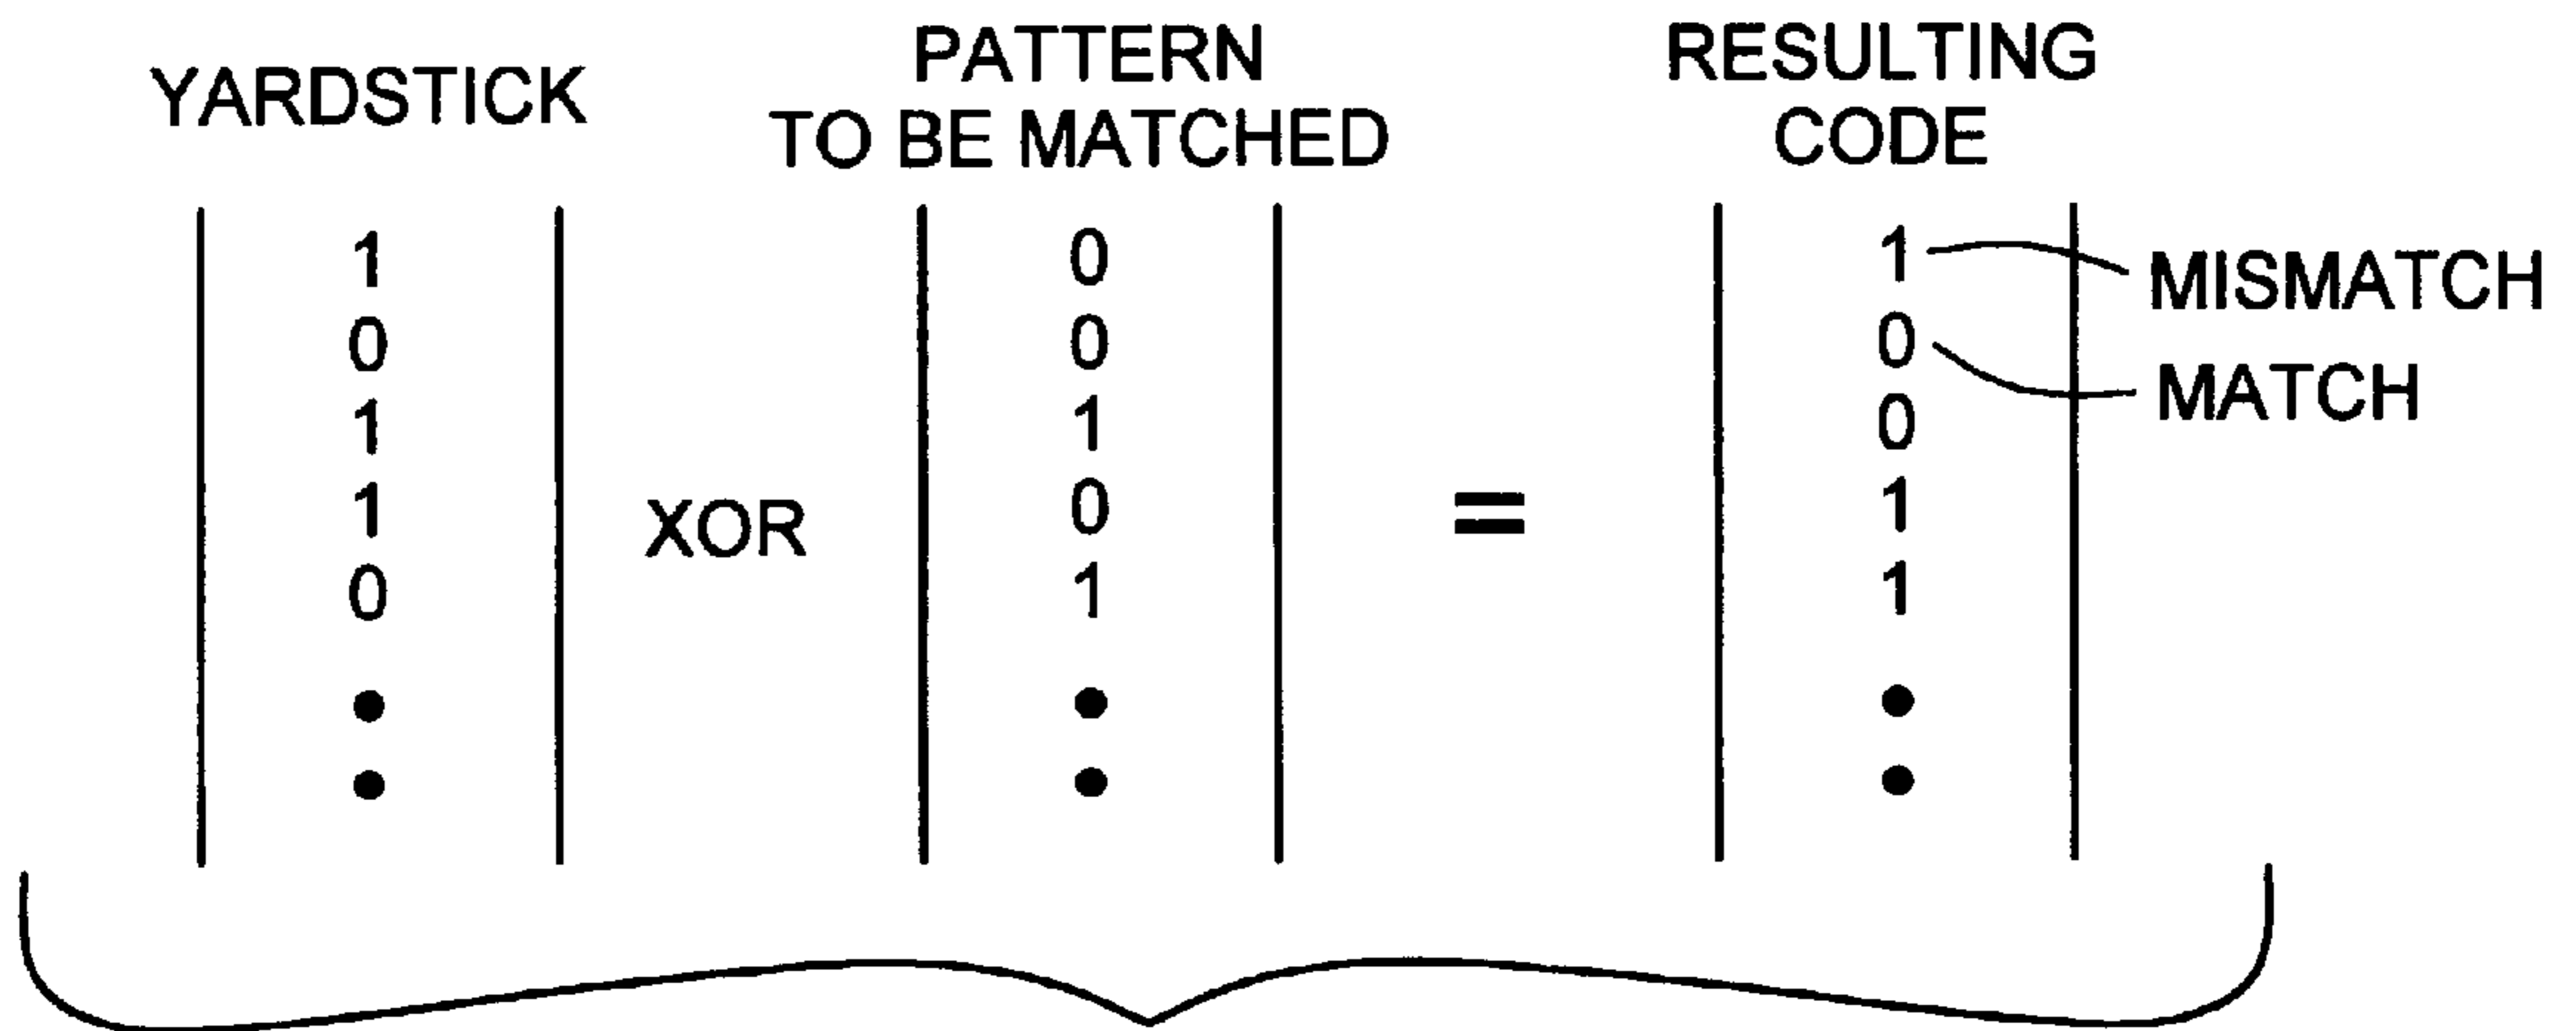 YARDSTICK
PATTERN
TO BE MATCHED
RESULTING
CODE
1 0 1 MISMATCH
0 0 0 MATCH
1 1 0
1 XOR 0 = 1
0 1 1